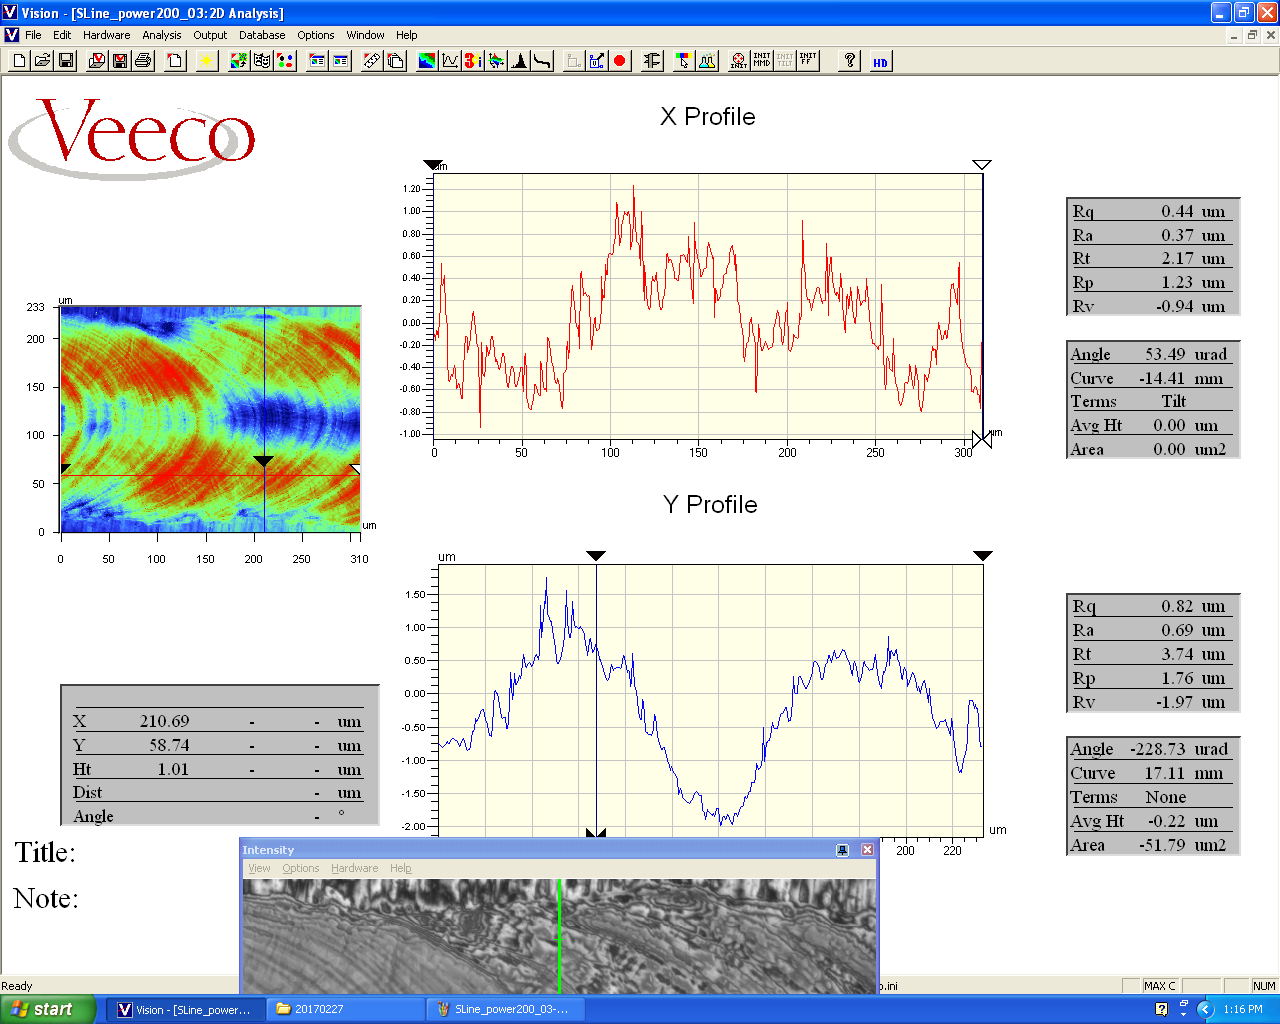 Vision - [SLine_power200_03:2D Analysis]
File Edit Hardware Analysis Output Database Options Window Help
INIT INIT MMD INIT TILT INIT FF ? HD
Veeco
X Profile
um
1.20
1.00
0.80
0.60
0.40
0.20
0.00
-0.20
-0.40
-0.60
-0.80
-1.00
0 50 100 150 200 250 300
um
Rq 0.44 um
Ra 0.37 um
Rt 2.17 um
Rp 1.23 um
Rv -0.94 um
Angle 53.49 urad
Curve -14.41 mm
Terms Tilt
Avg Ht 0.00 um
Area 0.00 um2
um
233
200
150
100
50
0
um
0 50 100 150 200 250 310
Y Profile
um
1.50
1.00
0.50
0.00
-0.50
-1.00
-1.50
-2.00
um
200 220
Rq 0.82 um
Ra 0.69 um
Rt 3.74 um
Rp 1.76 um
Rv -1.97 um
Angle -228.73 urad
Curve 17.11 mm
Terms None
Avg Ht -0.22 um
Area -51.79 um2
X 210.69 - - um
Y 58.74 - - um
Ht 1.01 - - um
Dist - um
Angle - °
Title:
Note:
Intensity
View Options Hardware Help
Ready
.ini
MAX C
NUM
start
Vision - [SLine_power...
20170227
SLine_power200_03-...
1:16 PM